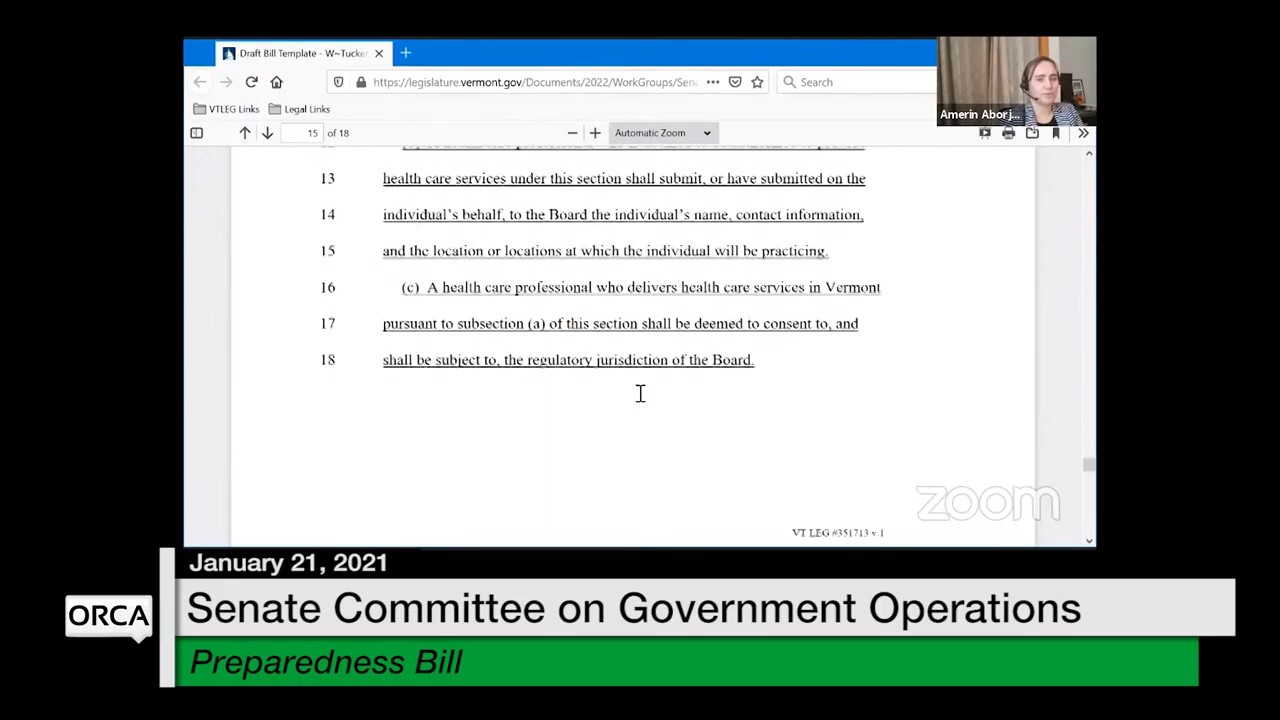 Draft Bill Template - W~Tucke
https://legislature.vermont.gov/Documents/2022/WorkGroups/Sen
Search
VTLEG Links
Legal Links
Amerin Aborj...
15 of 18
Automatic Zoom
13 health care services under this section shall submit, or have submitted on the
14 individual's behalf, to the Board the individual's name, contact information,
15 and the location or locations at which the individual will be practicing.
16 (c) A health care professional who delivers health care services in Vermont
17 pursuant to subsection (a) of this section shall be deemed to consent to, and
18 shall be subject to, the regulatory jurisdiction of the Board.
zoom
VT LEG #351713 v.1
January 21, 2021
ORCA
Senate Committee on Government Operations
Preparedness Bill